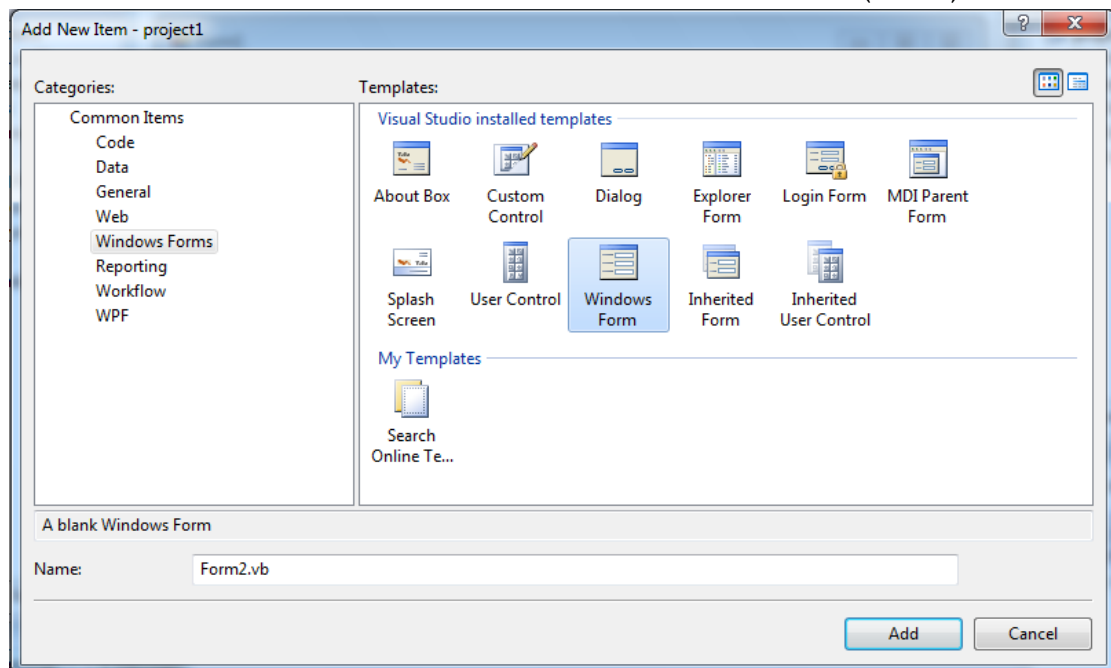 Add New Item - project1
Categories:
Templates:
Common Items
Code
Data
General
Web
Windows Forms
Reporting
Workflow
WPF
Visual Studio installed templates
About Box
Custom
Control
Dialog
Explorer
Form
Login Form
MDI Parent
Form
Splash
Screen
User Control
Windows
Form
Inherited
Form
Inherited
User Control
My Templates
Search
Online Te...
A blank Windows Form
Name:
Form2.vb
Add
Cancel